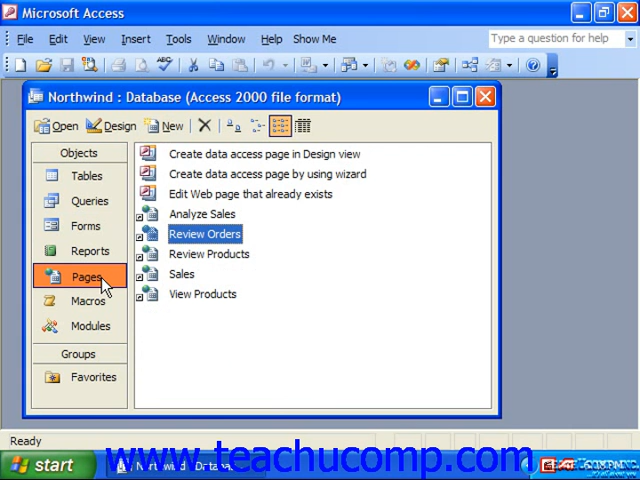 Microsoft Access
File Edit View Insert Tools Window Help Show Me
Type a question for help
Northwind : Database (Access 2000 file format)
Open Design New
Objects
Tables
Queries
Forms
Reports
Pages
Macros
Modules
Groups
Favorites
Create data access page in Design view
Create data access page by using wizard
Edit Web page that already exists
Analyze Sales
Review Orders
Review Products
Sales
View Products
Ready
www.teachucomp.com
start
Northwind : Databa...